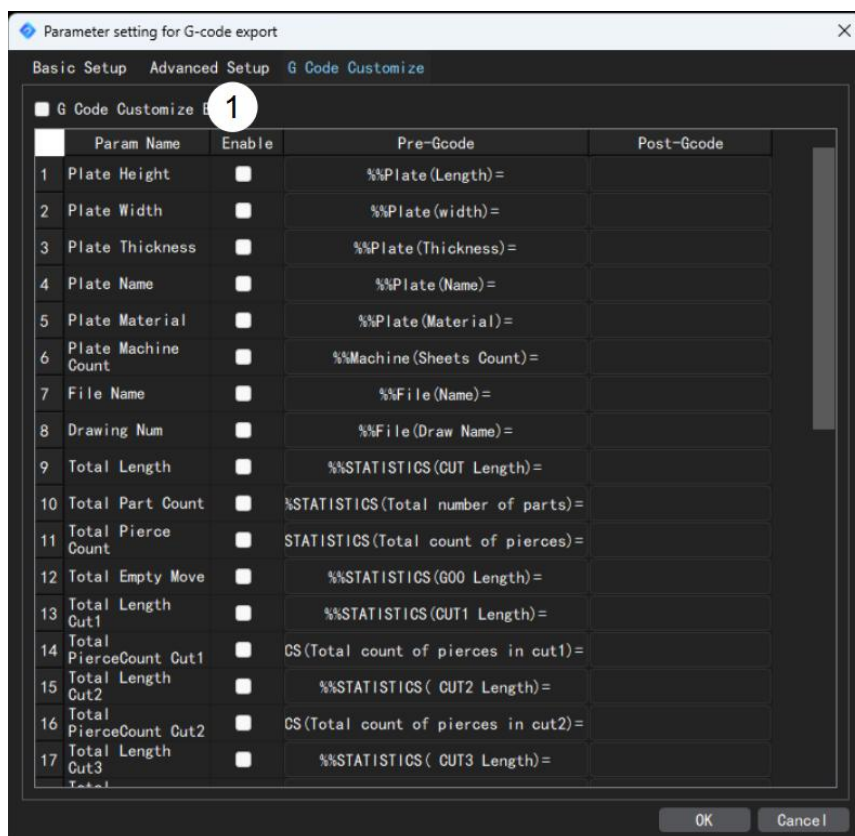 Parameter setting for G-code export
Basic Setup Advanced Setup G Code Customize
G Code Customize
1
Param Name Enable Pre-Gcode Post-Gcode
1 Plate Height %%Plate(Length)=
2 Plate Width %%Plate(width)=
3 Plate Thickness %%Plate(Thickness)=
4 Plate Name %%Plate(Name)=
5 Plate Material %%Plate(Material)=
6 Plate Machine
Count %%Machine(Sheets Count)=
7 File Name %%File(Name)=
8 Drawing Num %%File(Draw Name)=
9 Total Length %%STATISTICS(CUT Length)=
10 Total Part Count %STATISTICS(Total number of parts)=
11 Total Pierce
Count STATISTICS(Total count of pierces)=
12 Total Empty Move %%STATISTICS(G00 Length)=
13 Total Length
Cut1 %%STATISTICS(CUT1 Length)=
14 Total
PierceCount Cut1 CS(Total count of pierces in cut1)=
15 Total Length
Cut2 %%STATISTICS( CUT2 Length)=
16 Total
PierceCount Cut2 CS(Total count of pierces in cut2)=
17 Total Length
Cut3 %%STATISTICS( CUT3 Length)=
OK Cancel